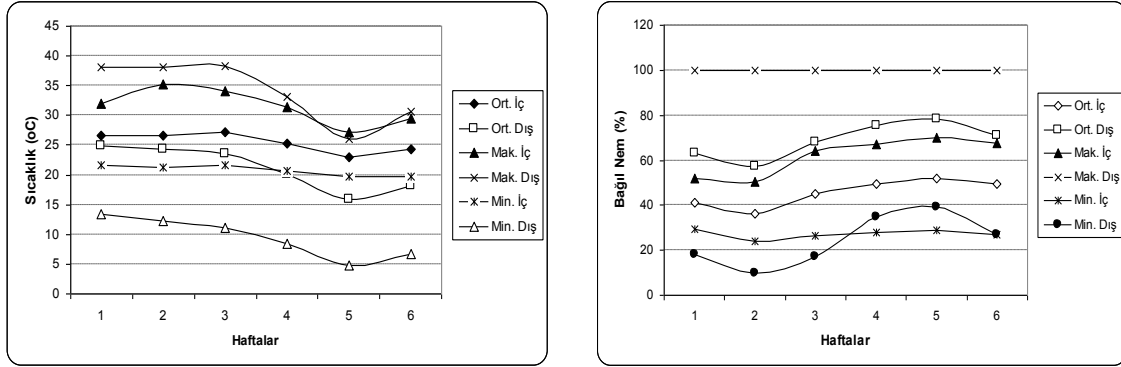 Sıcaklık (oC)
45
40
35
30
25
20
15
10
5
0
1 2 3 4 5 6
Haftalar
Ort. İç
Ort. Dış
Mak. İç
Mak. Dış
Min. İç
Min. Dış
Bağıl Nem (%)
120
100
80
60
40
20
0
1 2 3 4 5 6
Haftalar
Ort. İç
Ort. Dış
Mak. İç
Mak. Dış
Min. İç
Min. Dış